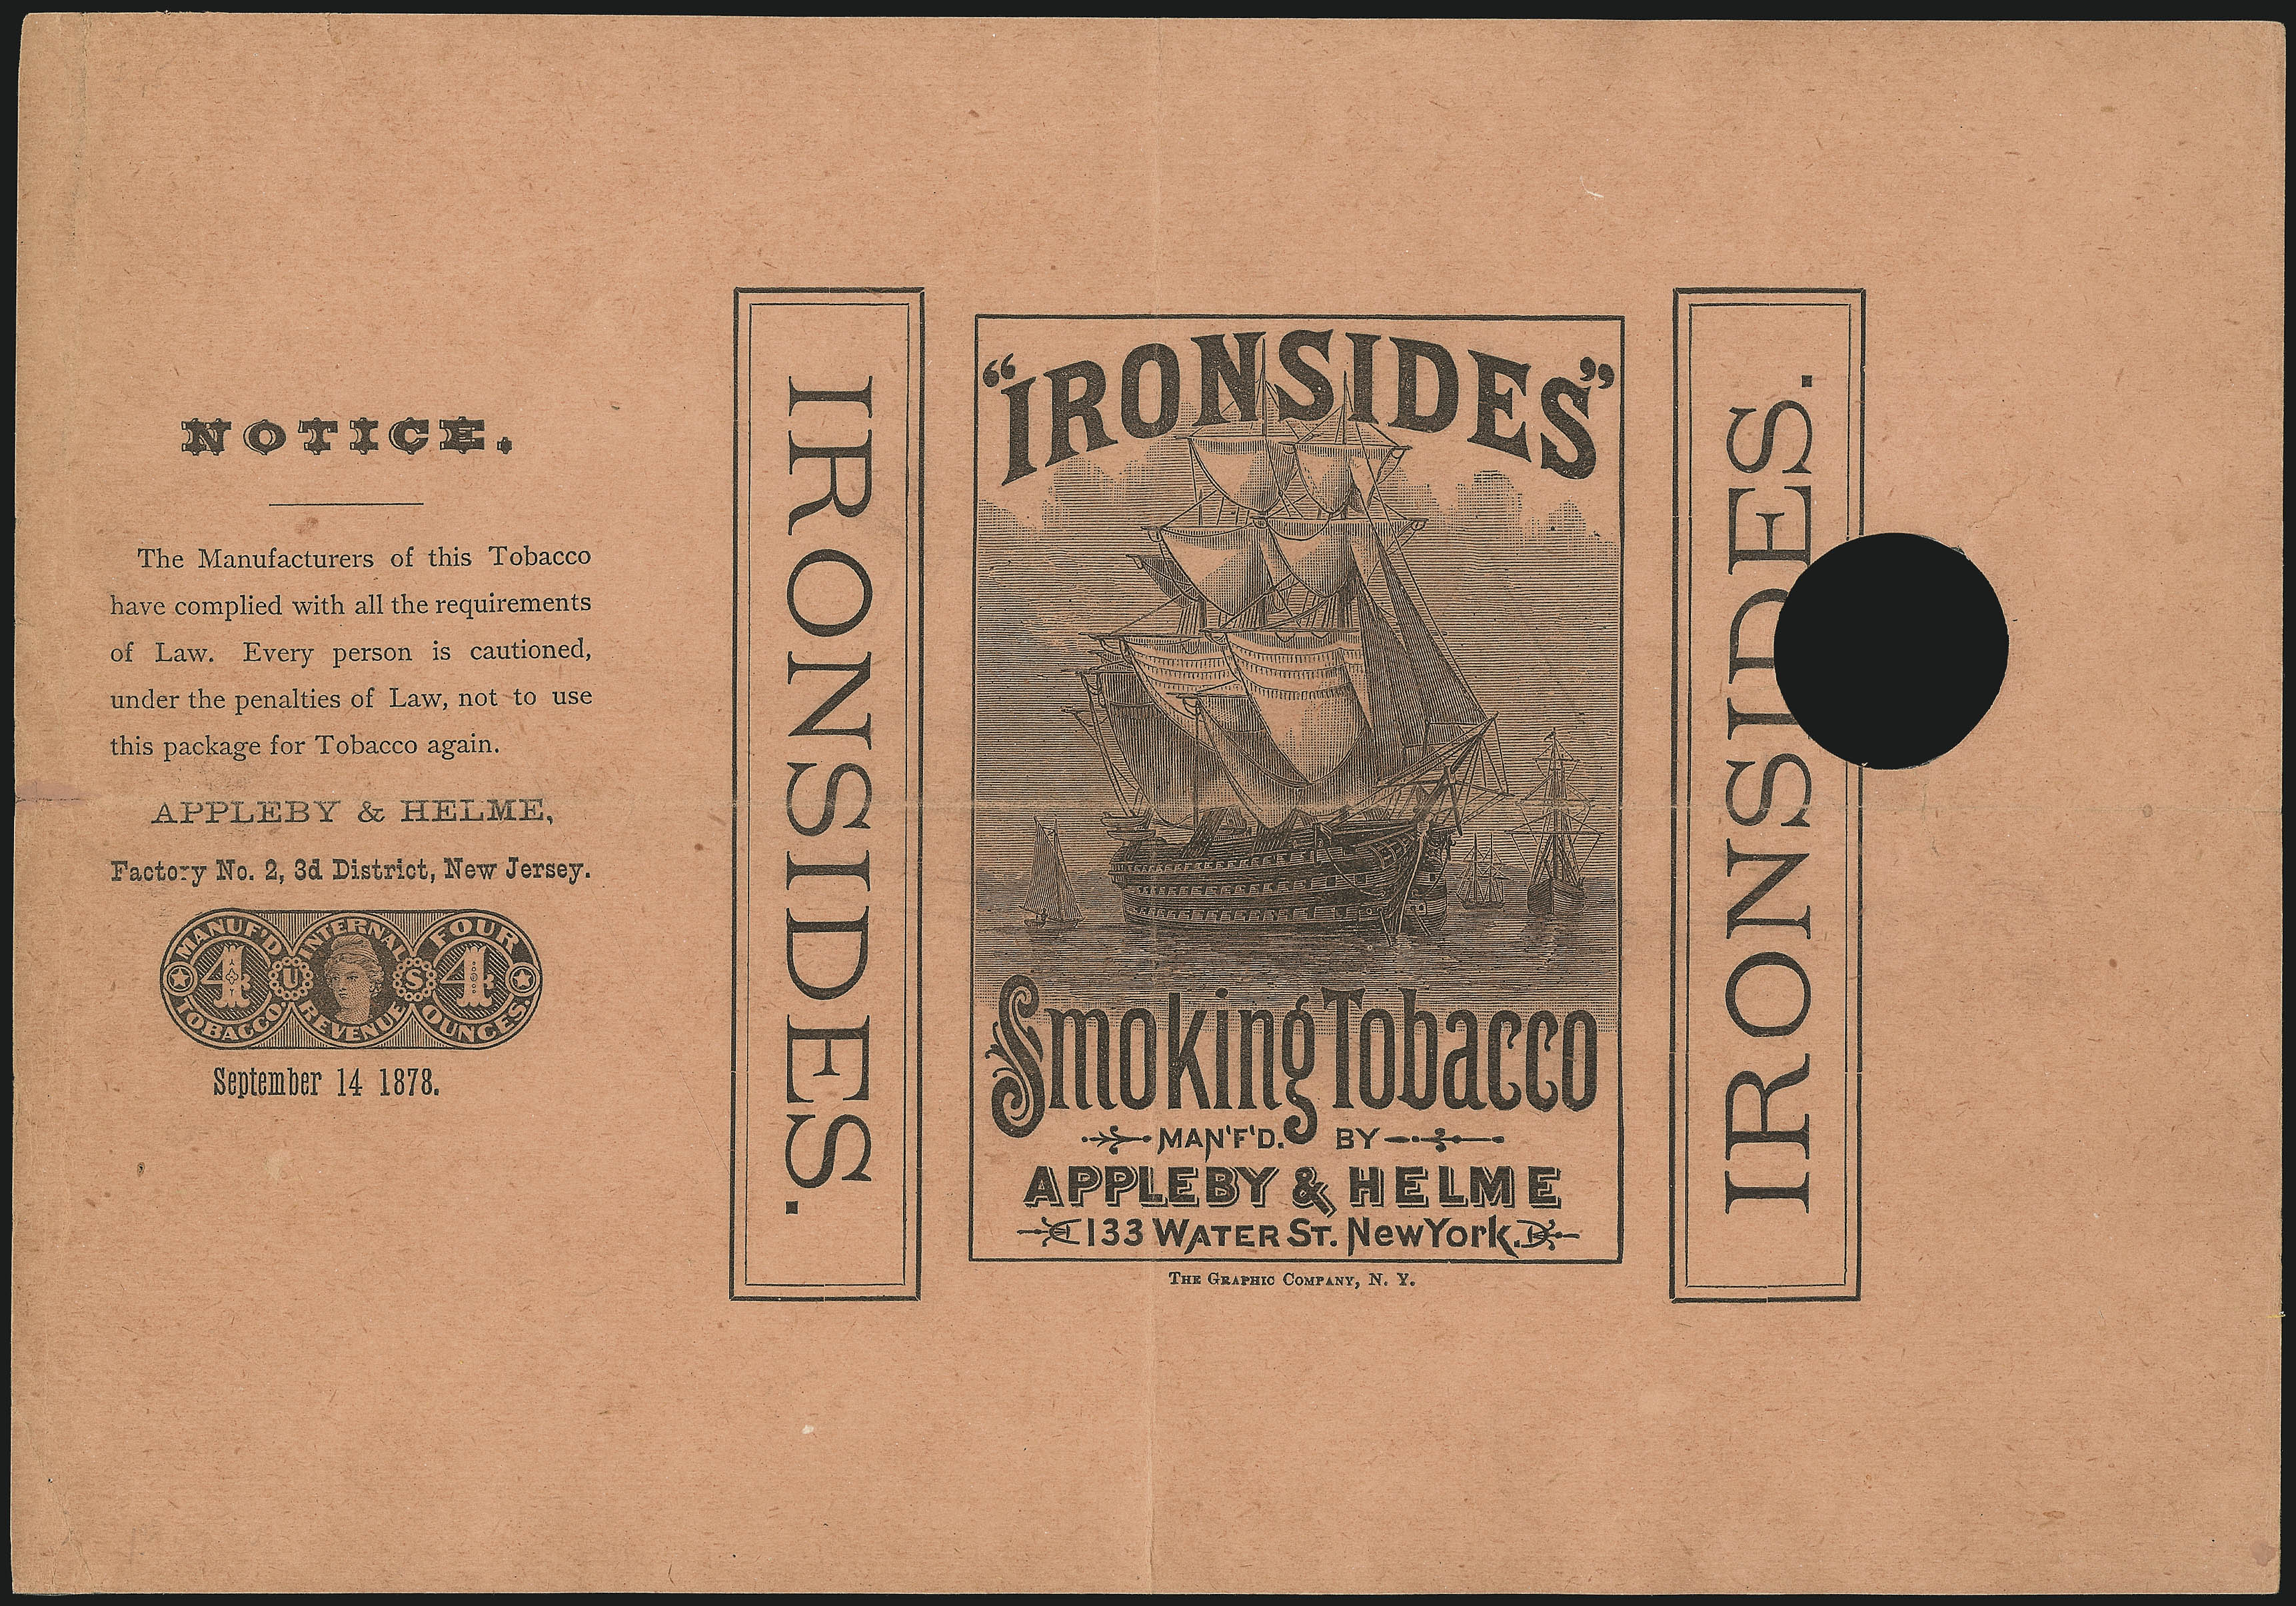 NOTICE.
The Manufacturers of this Tobacco
have complied with all the requirements
of Law. Every person is cautioned,
under the penalties of Law, not to use
this package for Tobacco again.
APPLEBY & HELME,
Factory No. 2, 3d District, New Jersey.
MANUF'D TOBACCO 4 U INTERNAL REVENUE S 4 FOUR OUNCES.
September 14 1878.
IRONSIDES.
"IRONSIDES"
Smoking Tobacco
MAN'F'D. BY
APPLEBY & HELME
133 WATER ST. New York.
THE GRAPHIC COMPANY, N. Y.
IRONSIDES.